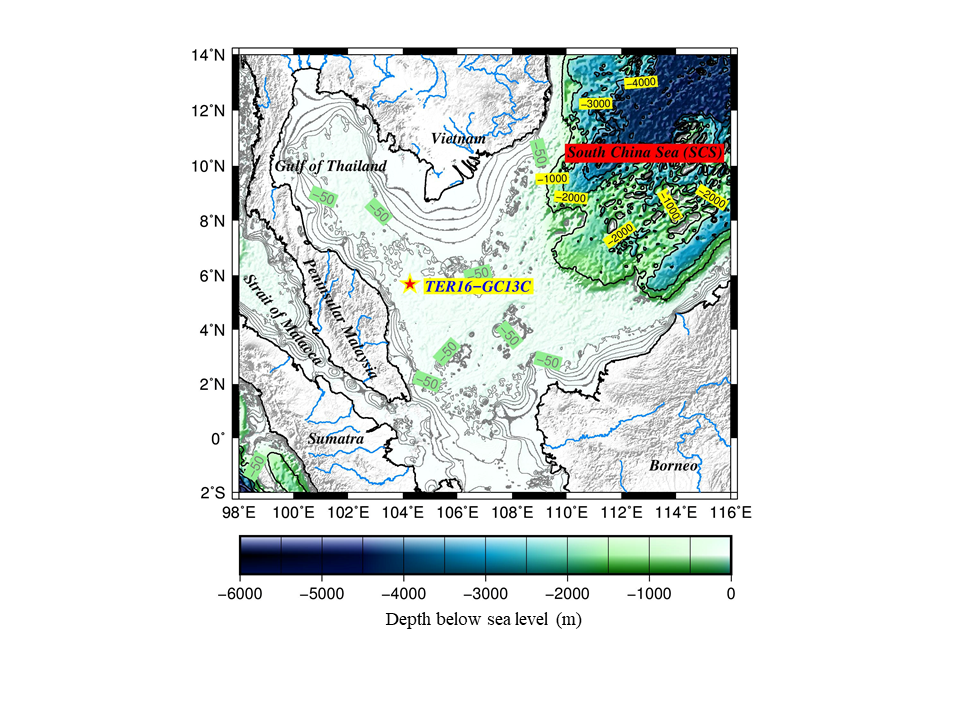 14˚N
12˚N
10˚N
8˚N
6˚N
4˚N
2˚N
0˚
2˚S
−4000
−3000
Vietnam
−50
South China Sea (SCS)
Gulf of Thailand
−1000
−2000
−2000
−50
−50
−1000
−2000
−50
TER16−GC13C
Strait of Malacca
Peninsular Malaysia
−50
−50
−50
−50
Sumatra
−50
Borneo
98˚E 100˚E 102˚E 104˚E 106˚E 108˚E 110˚E 112˚E 114˚E 116˚E
−6000 −5000 −4000 −3000 −2000 −1000 0
Depth below sea level (m)